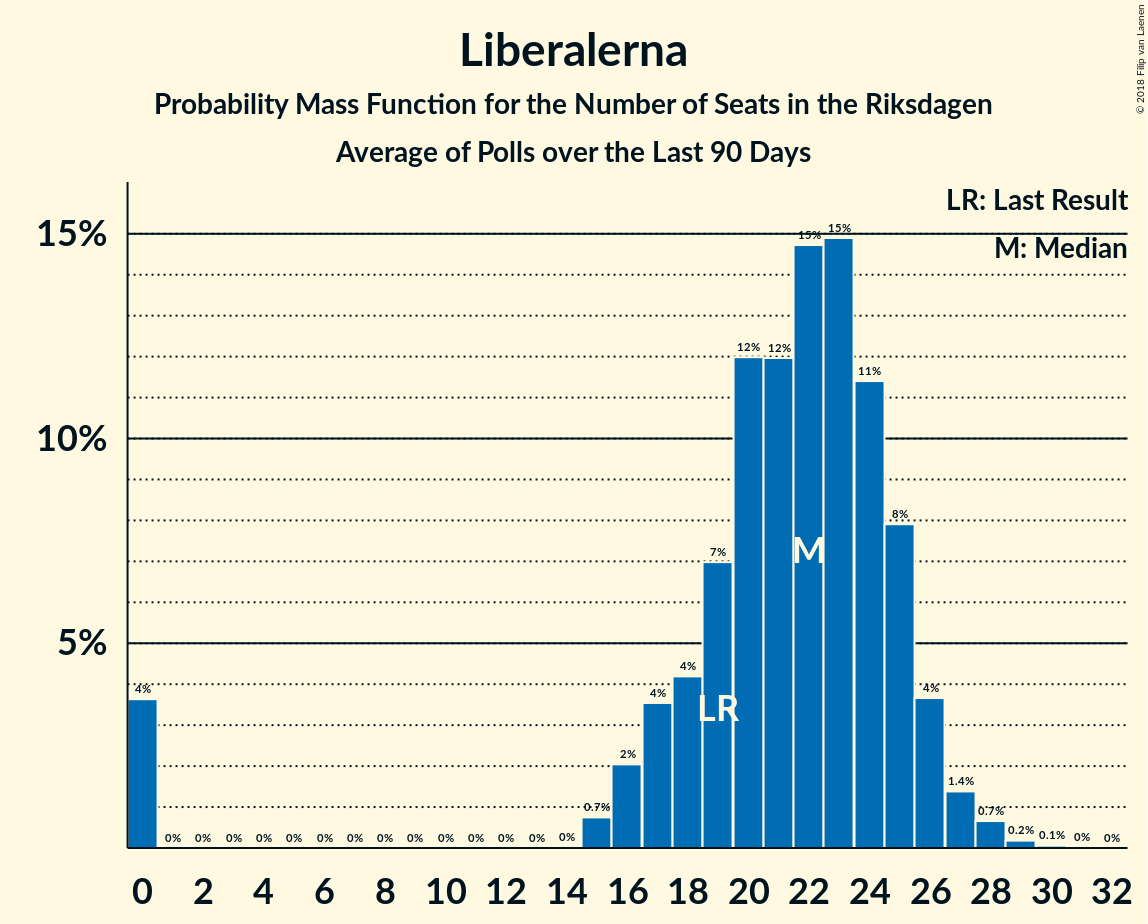 Liberalerna
Probability Mass Function for the Number of Seats in the Riksdagen
Average of Polls over the Last 90 Days
© 2018 Filip van Laenen
LR: Last Result
M: Median
15%
10%
5%
4% 0% 0% 0% 0% 0% 0% 0% 0% 0% 0% 0% 0% 0% 0% 0.7% 2% 4% 4% 7% 12% 12% 15% 15% 11% 8% 4% 1.4% 0.7% 0.2% 0.1% 0% 0%
M
LR
0 2 4 6 8 10 12 14 16 18 20 22 24 26 28 30 32